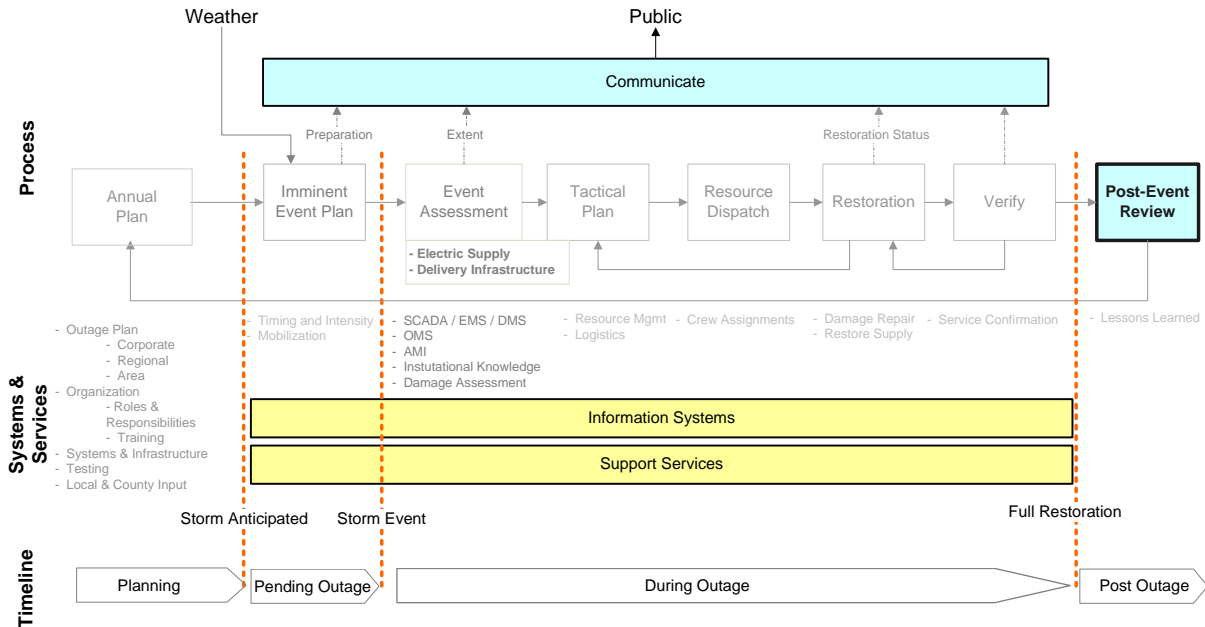 Weather
Public
Communicate
Process
Preparation
Extent
Restoration Status
Annual
Plan
Imminent
Event Plan
Event
Assessment
Tactical
Plan
Resource
Dispatch
Restoration
Verify
Post-Event
Review
- Electric Supply
- Delivery Infrastructure
Systems &
Services
- Outage Plan
- Corporate
- Regional
- Area
- Organization
- Roles &
Responsibilities
- Training
- Systems & Infrastructure
- Testing
- Local & County Input
- Timing and Intensity
- Mobilization
- SCADA / EMS / DMS
- OMS
- AMI
- Instutational Knowledge
- Damage Assessment
- Resource Mgmt
- Logistics
- Crew Assignments
- Damage Repair
- Restore Supply
- Service Confirmation
- Lessons Learned
Information Systems
Support Services
Storm Anticipated
Storm Event
Full Restoration
Timeline
Planning
Pending Outage
During Outage
Post Outage